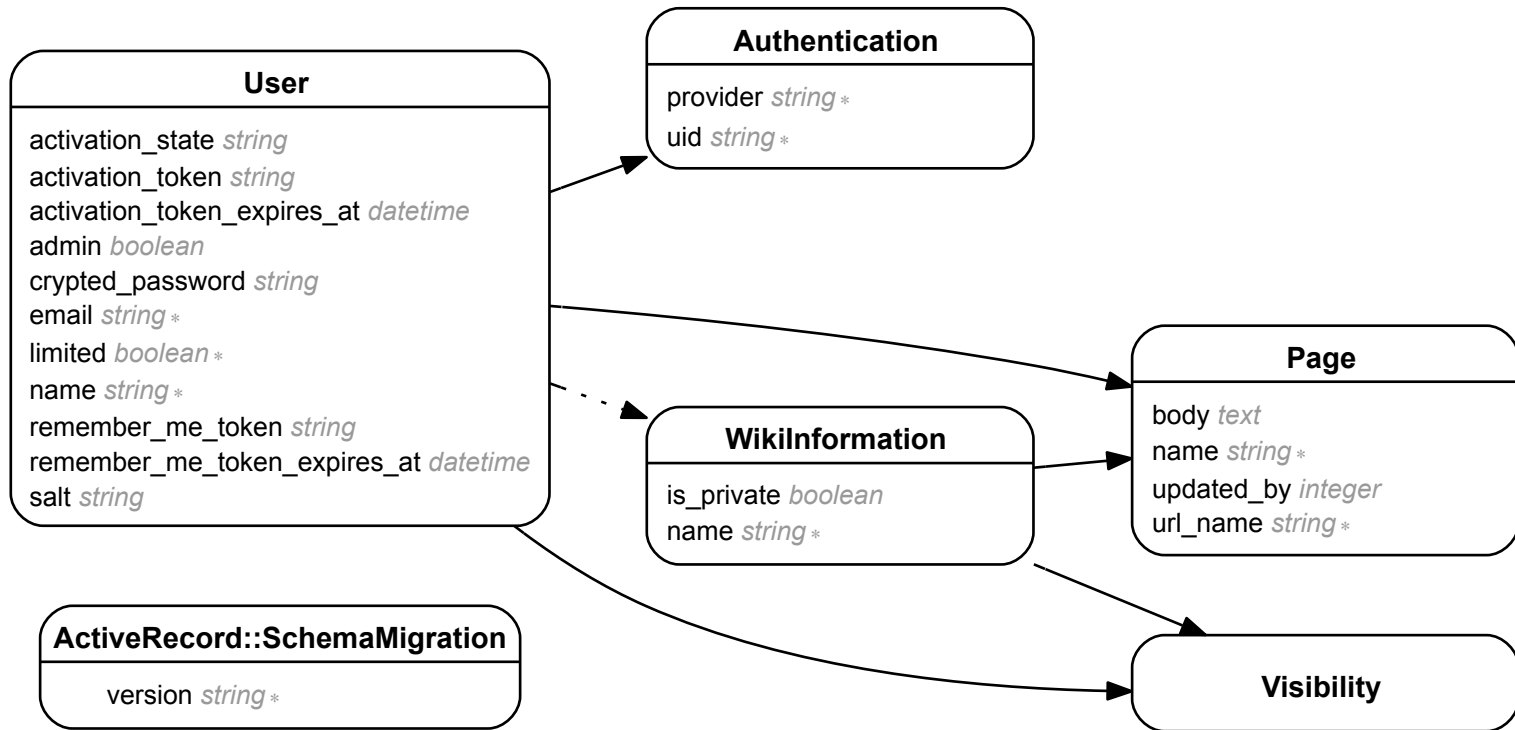 User
activation_state string
activation_token string
activation_token_expires_at datetime
admin boolean
crypted_password string
email string *
limited boolean *
name string *
remember_me_token string
remember_me_token_expires_at datetime
salt string
Authentication
provider string *
uid string *
WikiInformation
is_private boolean
name string *
Page
body text
name string *
updated_by integer
url_name string *
ActiveRecord::SchemaMigration
version string *
Visibility